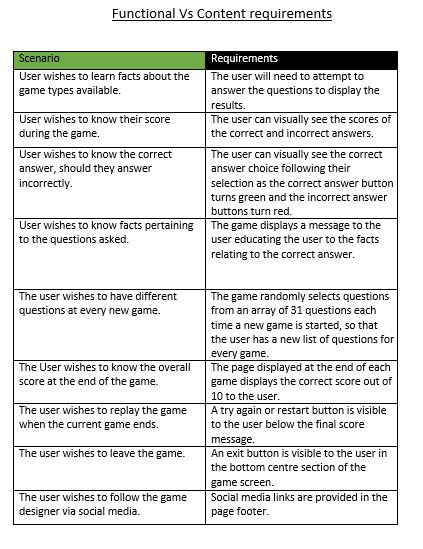 Functional Vs Content requirements
Scenario
Requirements
User wishes to learn facts about the
game types available.
The user will need to attempt to
answer the questions to display the
results.
User wishes to know their score
during the game.
The user can visually see the scores of
the correct and incorrect answers.
User wishes to know the correct
answer, should they answer
incorrectly.
The user can visually see the correct
answer choice following their
selection as the correct answer button
turns green and the incorrect answer
buttons turn red.
User wishes to know facts pertaining
to the questions asked.
The game displays a message to the
user educating the user to the facts
relating to the correct answer.
The user wishes to have different
questions at every new game.
The game randomly selects questions
from an array of 31 questions each
time a new game is started, so that
the user has a new list of questions for
every game.
The User wishes to know the overall
score at the end of the game.
The page displayed at the end of each
game displays the correct score out of
10 to the user.
The user wishes to replay the game
when the current game ends.
A try again or restart button is visible
to the user below the final score
message.
The user wishes to leave the game.
An exit button is visible to the user in
the bottom centre section of the
game screen.
The user wishes to follow the game
designer via social media.
Social media links are provided in the
page footer.